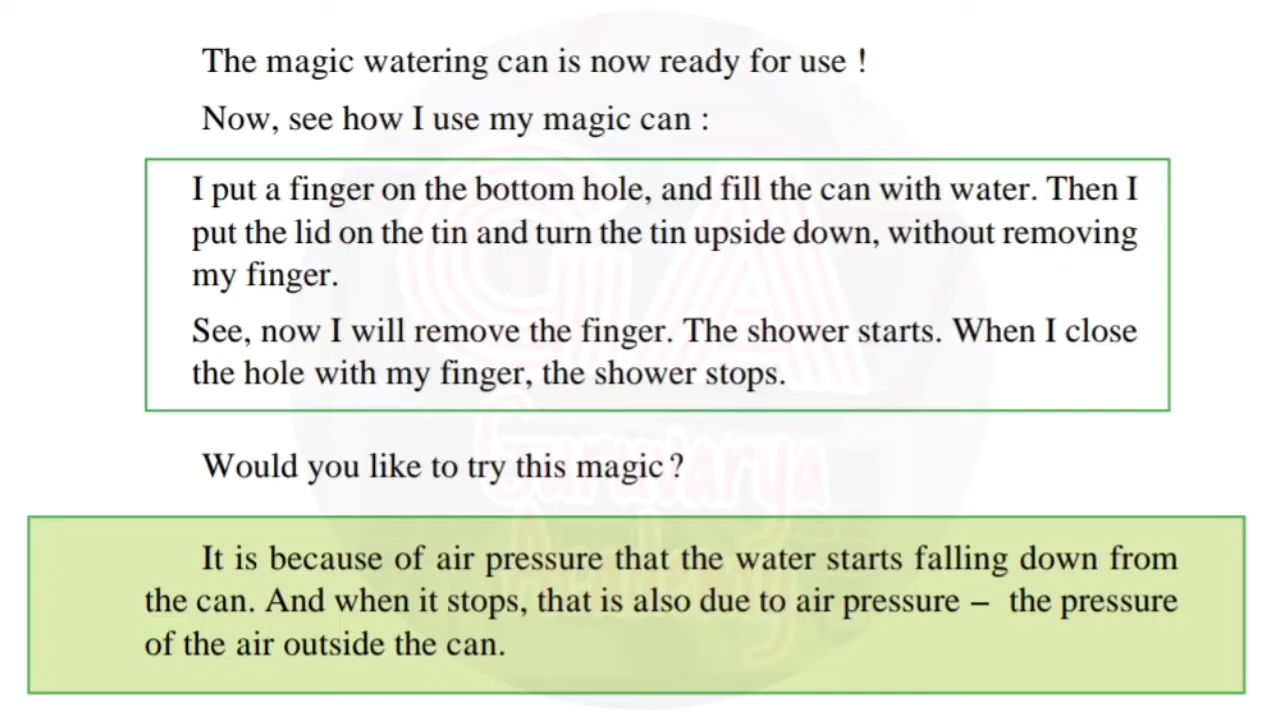 The magic watering can is now ready for use !
Now, see how I use my magic can :
I put a finger on the bottom hole, and fill the can with water. Then I
put the lid on the tin and turn the tin upside down, without removing
my finger.
See, now I will remove the finger. The shower starts. When I close
the hole with my finger, the shower stops.
Would you like to try this magic ?
It is because of air pressure that the water starts falling down from
the can. And when it stops, that is also due to air pressure – the pressure
of the air outside the can.
GA
Guruvarya